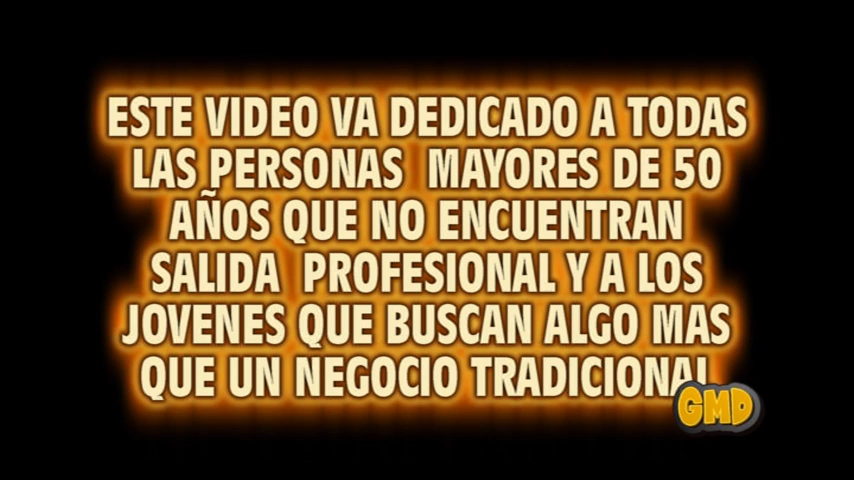 ESTE VIDEO VA DEDICADO A TODAS
LAS PERSONAS MAYORES DE 50
AÑOS QUE NO ENCUENTRAN
SALIDA PROFESIONAL Y A LOS
JOVENES QUE BUSCAN ALGO MAS
QUE UN NEGOCIO TRADICIONAL
GMD